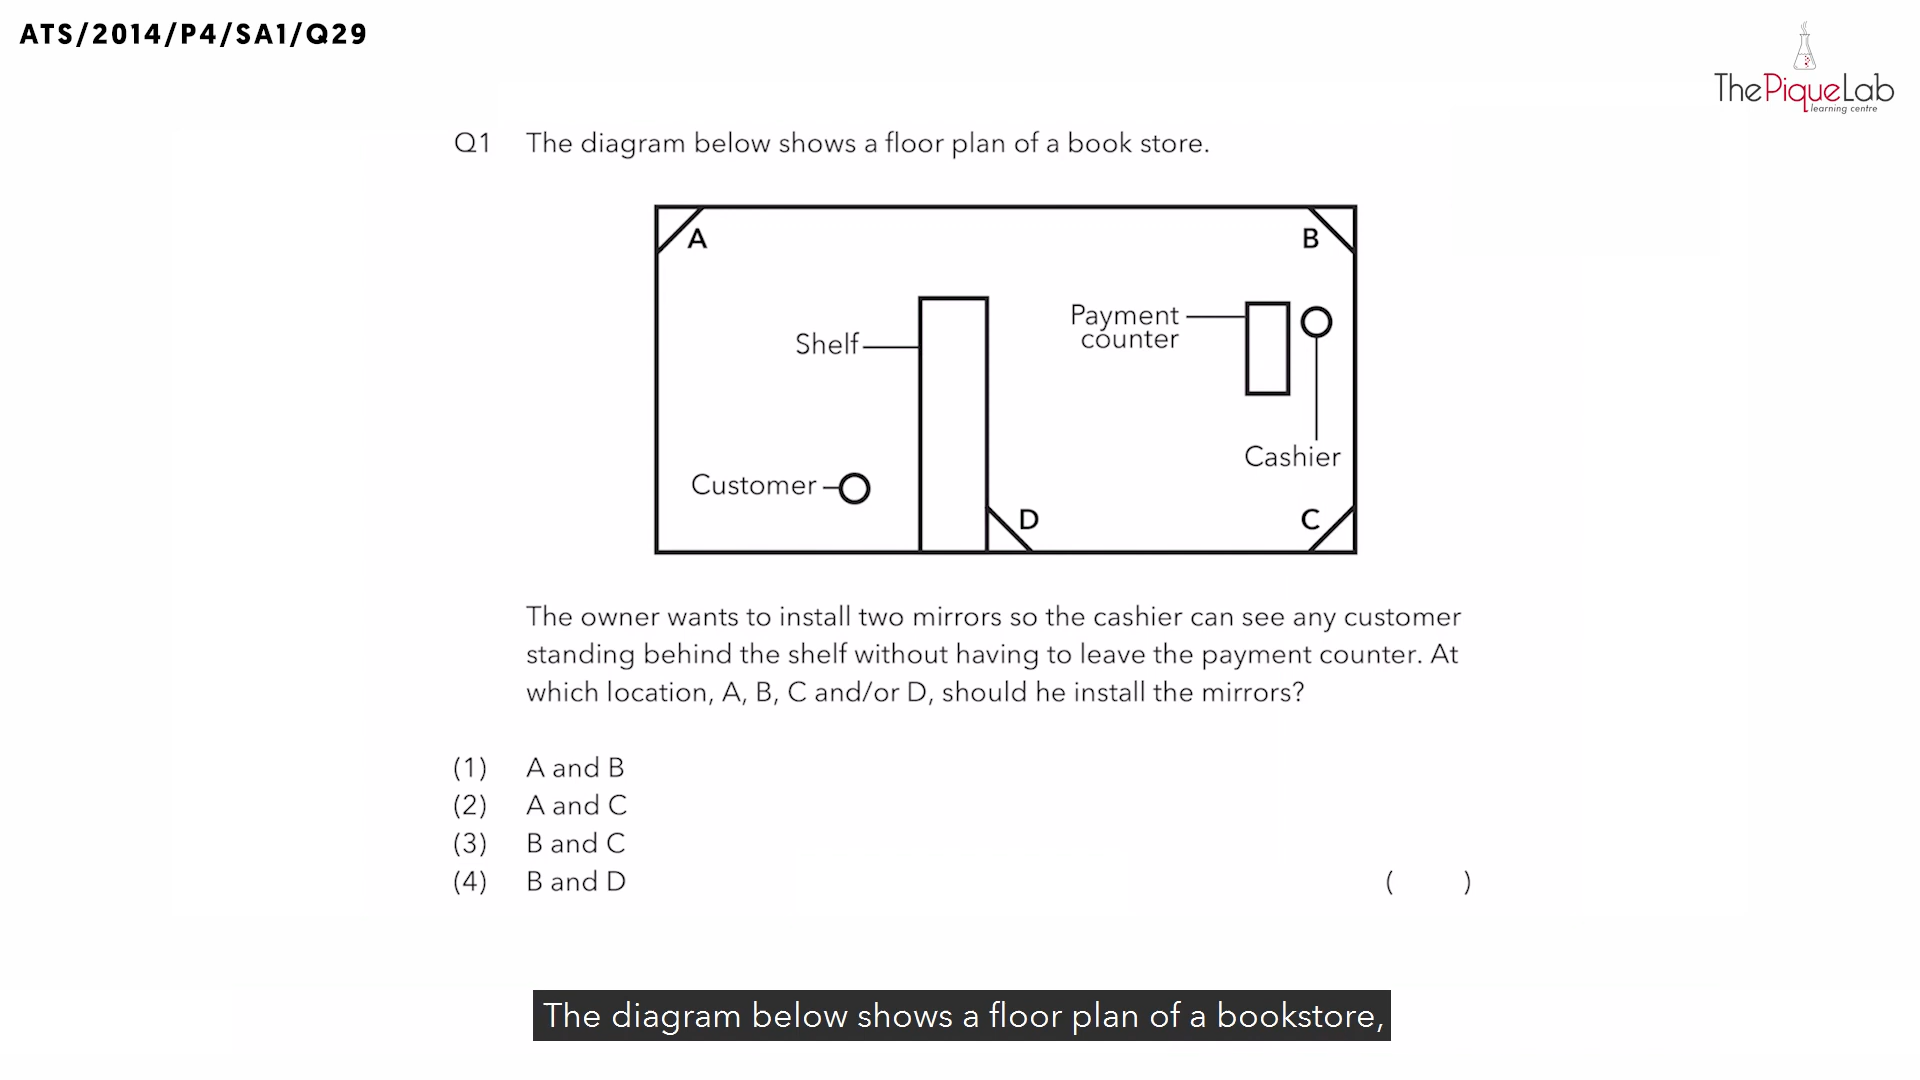 ATS/2014/P4/SA1/Q29
ThePiqueLab
learning centre
Q1 The diagram below shows a floor plan of a book store.
A
B
Shelf
Payment
counter
Cashier
Customer
D
C
The owner wants to install two mirrors so the cashier can see any customer
standing behind the shelf without having to leave the payment counter. At
which location, A, B, C and/or D, should he install the mirrors?
(1) A and B
(2) A and C
(3) B and C
(4) B and D ( )
The diagram below shows a floor plan of a bookstore,